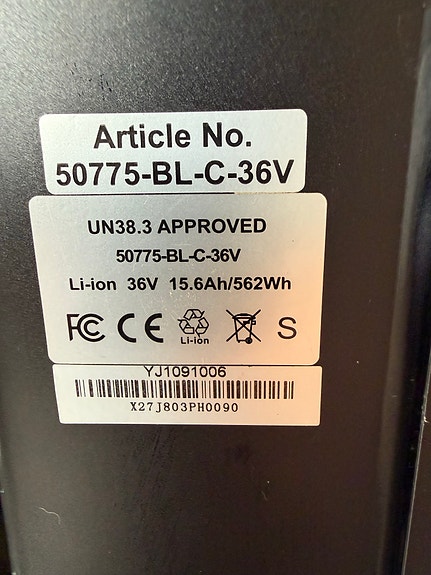 Article No.
50775-BL-C-36V
UN38.3 APPROVED
50775-BL-C-36V
Li-ion 36V 15.6Ah/562Wh
FC CE Li-ion S
YJ1091006
X27J803PH0090